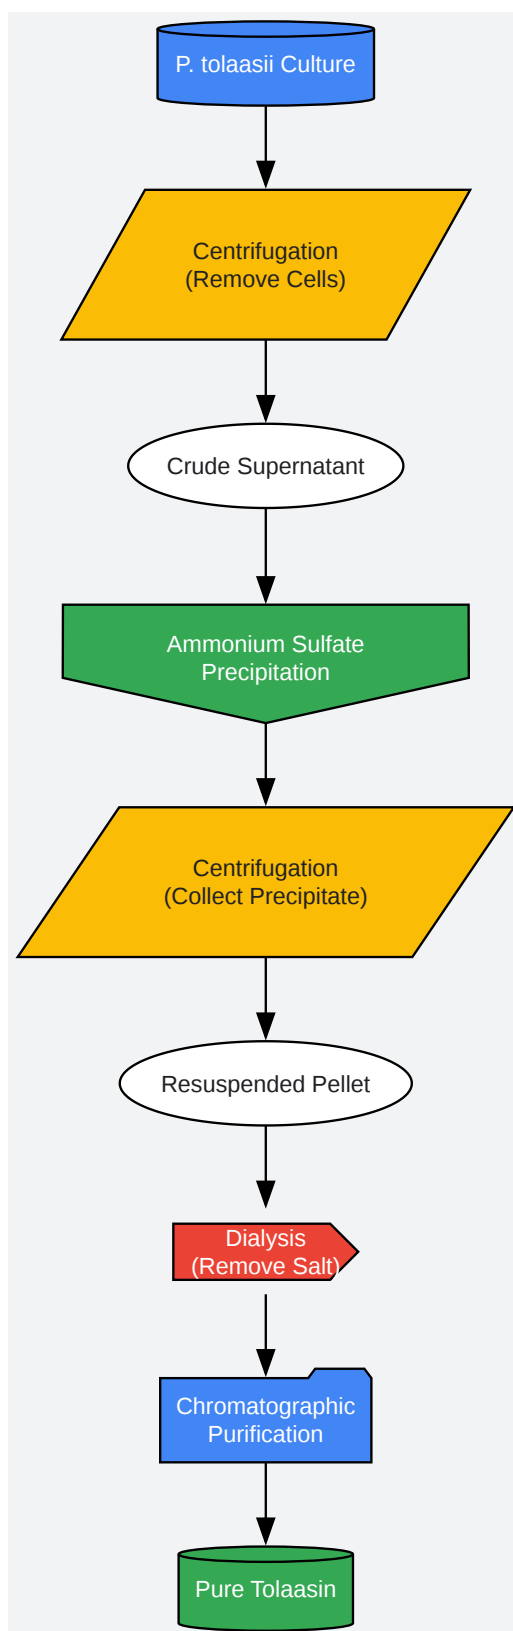 P. tolaasii Culture
Centrifugation
(Remove Cells)
Crude Supernatant
Ammonium Sulfate
Precipitation
Centrifugation
(Collect Precipitate)
Resuspended Pellet
Dialysis
(Remove Salt)
Chromatographic
Purification
Pure Tolaasin